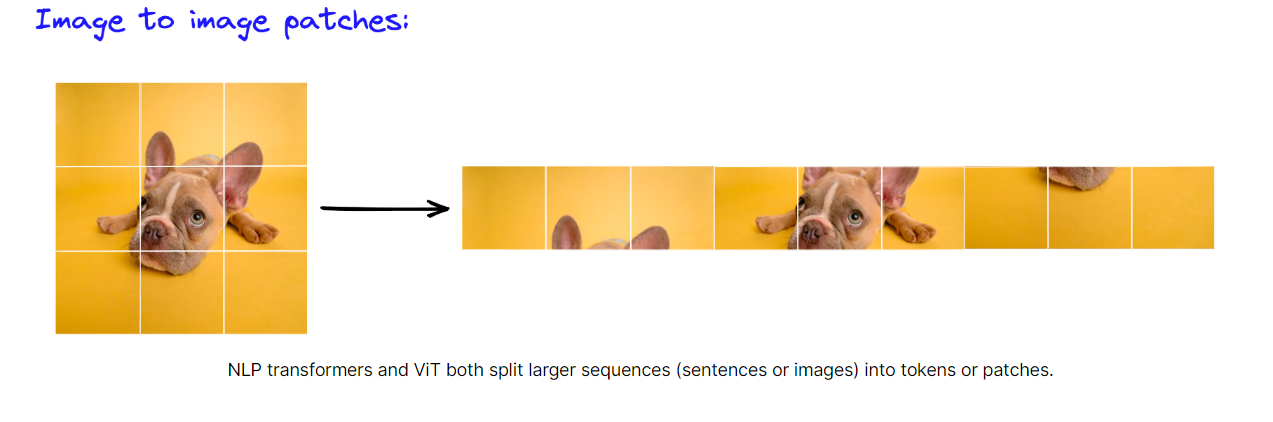 Image to image patches:
NLP transformers and ViT both split larger sequences (sentences or images) into tokens or patches.